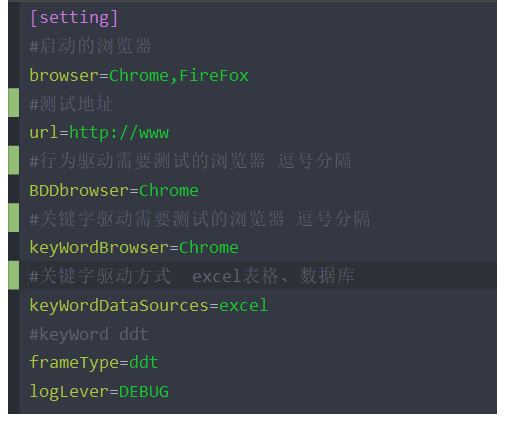 [setting]
#启动的浏览器
browser=Chrome,FireFox
#测试地址
url=http://www
#行为驱动需要测试的浏览器 逗号分隔
BDDbrowser=Chrome
#关键字驱动需要测试的浏览器 逗号分隔
keyWordBrowser=Chrome
#关键字驱动方式  excel表格、数据库
keyWordDataSources=excel
#keyWord ddt
frameType=ddt
logLever=DEBUG